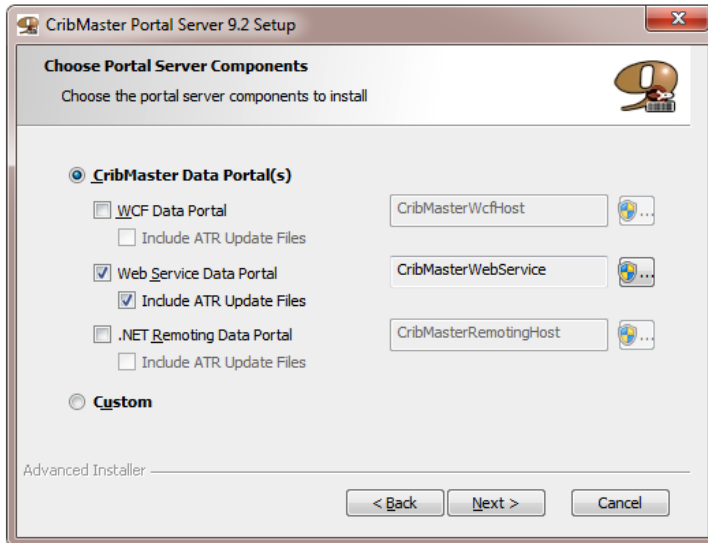 CribMaster Portal Server 9.2 Setup
Choose Portal Server Components
Choose the portal server components to install
CribMaster Data Portal(s)
WCF Data Portal CribMasterWcfHost ...
Include ATR Update Files
Web Service Data Portal CribMasterWebService ...
Include ATR Update Files
.NET Remoting Data Portal CribMasterRemotingHost ...
Include ATR Update Files
Custom
Advanced Installer
< Back Next > Cancel